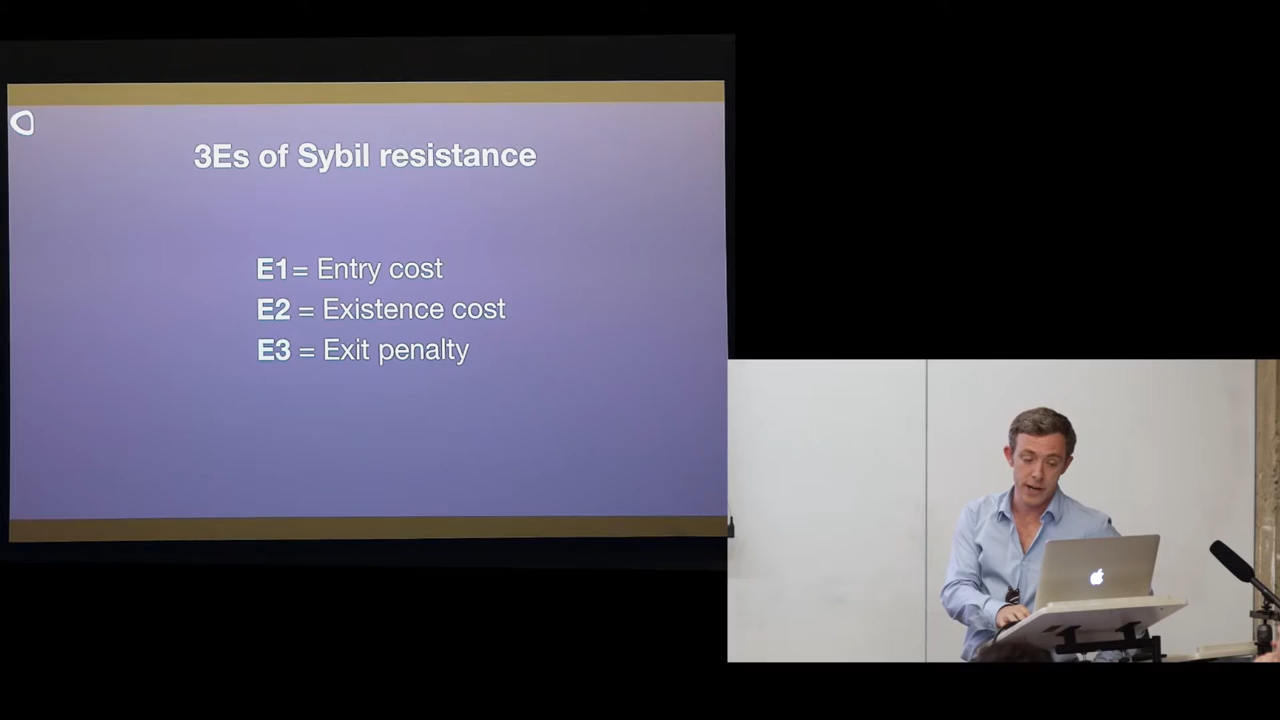 3Es of Sybil resistance
E1= Entry cost
E2 = Existence cost
E3 = Exit penalty